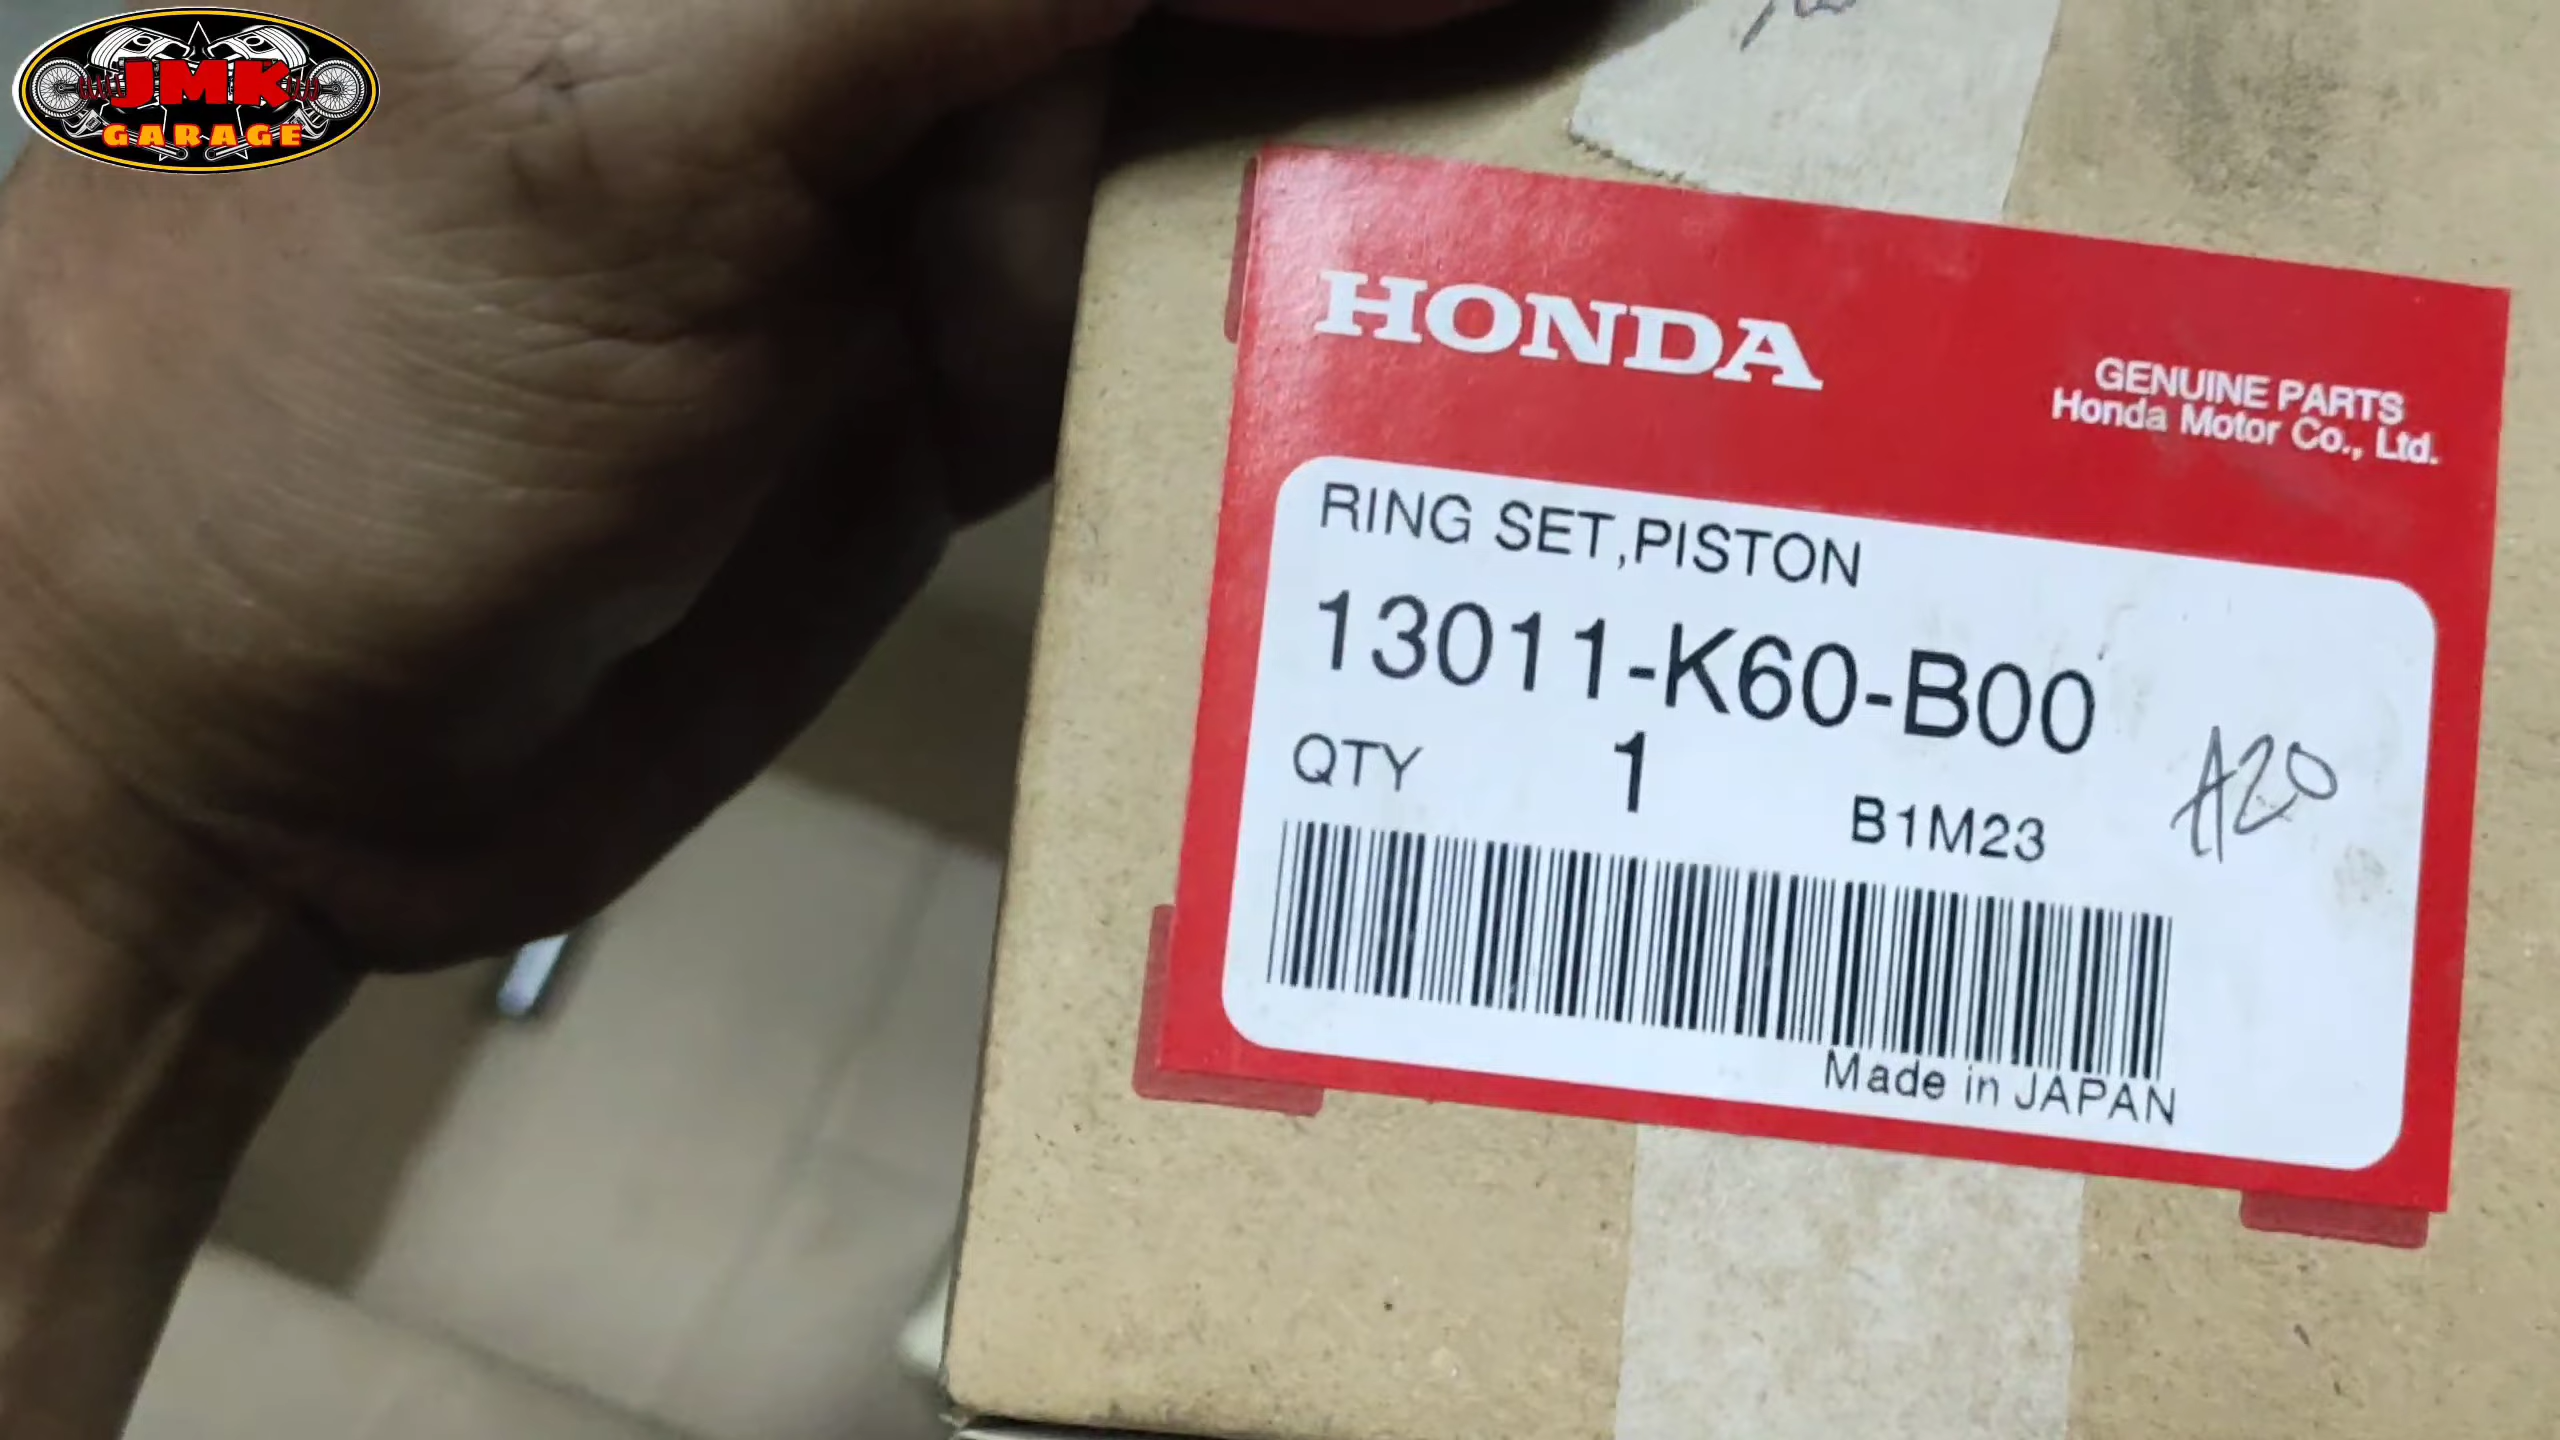 JMK
GARAGE
HONDA
GENUINE PARTS
Honda Motor Co., Ltd.
RING SET,PISTON
13011-K60-B00
QTY 1
B1M23
A20
Made in JAPAN